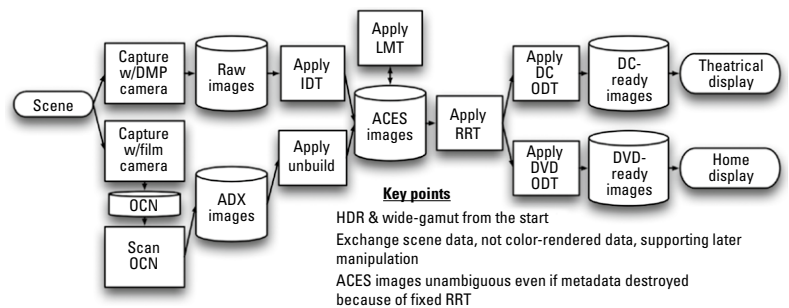 Scene
Capture
w/DMP
camera
Raw
images
Apply
IDT
Apply
LMT
ACES
images
Apply
RRT
Apply
DC
ODT
DC-
ready
images
Theatrical
display
Capture
w/film
camera
OCN
Scan
OCN
ADX
images
Apply
unbuild
Apply
DVD
ODT
DVD-
ready
images
Home
display
Key points
HDR & wide-gamut from the start
Exchange scene data, not color-rendered data, supporting later
manipulation
ACES images unambiguous even if metadata destroyed
because of fixed RRT